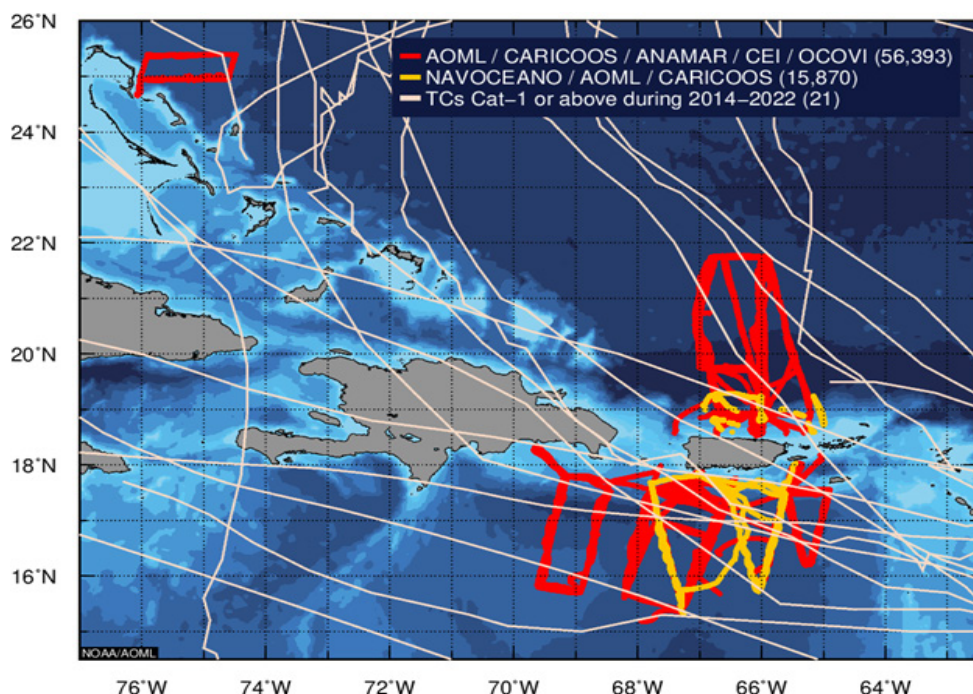 26°N
AOML / CARICOOS / ANAMAR / CEI / OCOVI (56,393)
NAVOCEANO / AOML / CARICOOS (15,870)
TCs Cat-1 or above during 2014-2022 (21)
24°N
22°N
20°N
18°N
16°N
NOAA/AOML
76°W 74°W 72°W 70°W 68°W 66°W 64°W